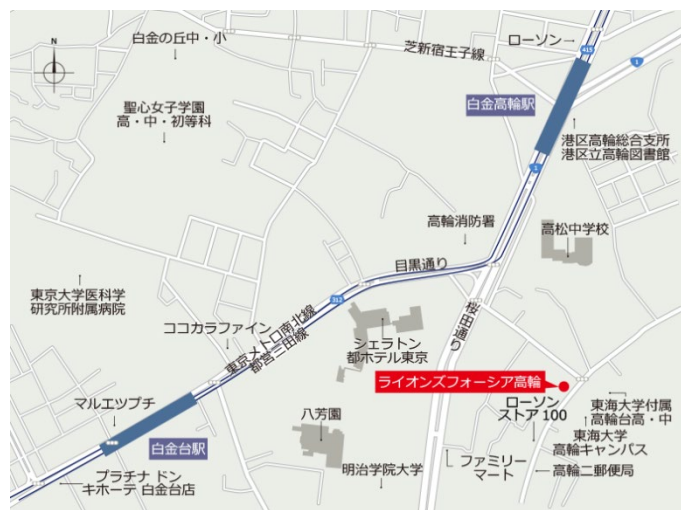 N
白金の丘中・小
芝新宿王子線
ローソン
415
1
聖心女子学園
高・中・初等科
白金高輪駅
港区高輪総合支所
港区立高輪図書館
1
高輪消防署
高松中学校
目黒通り
東京大学医科学
研究所附属病院
312
ココカラファイン
東京メトロ南北線
都営三田線
桜田通り
シェラトン
都ホテル東京
ライオンズフォーシア高輪
マルエツプチ
八芳園
ローソン
ストア100
東海大学付属
高輪台高・中
東海大学
高輪キャンパス
白金台駅
プラチナ ドン
キホーテ 白金台店
明治学院大学
ファミリー
マート
高輪二郵便局